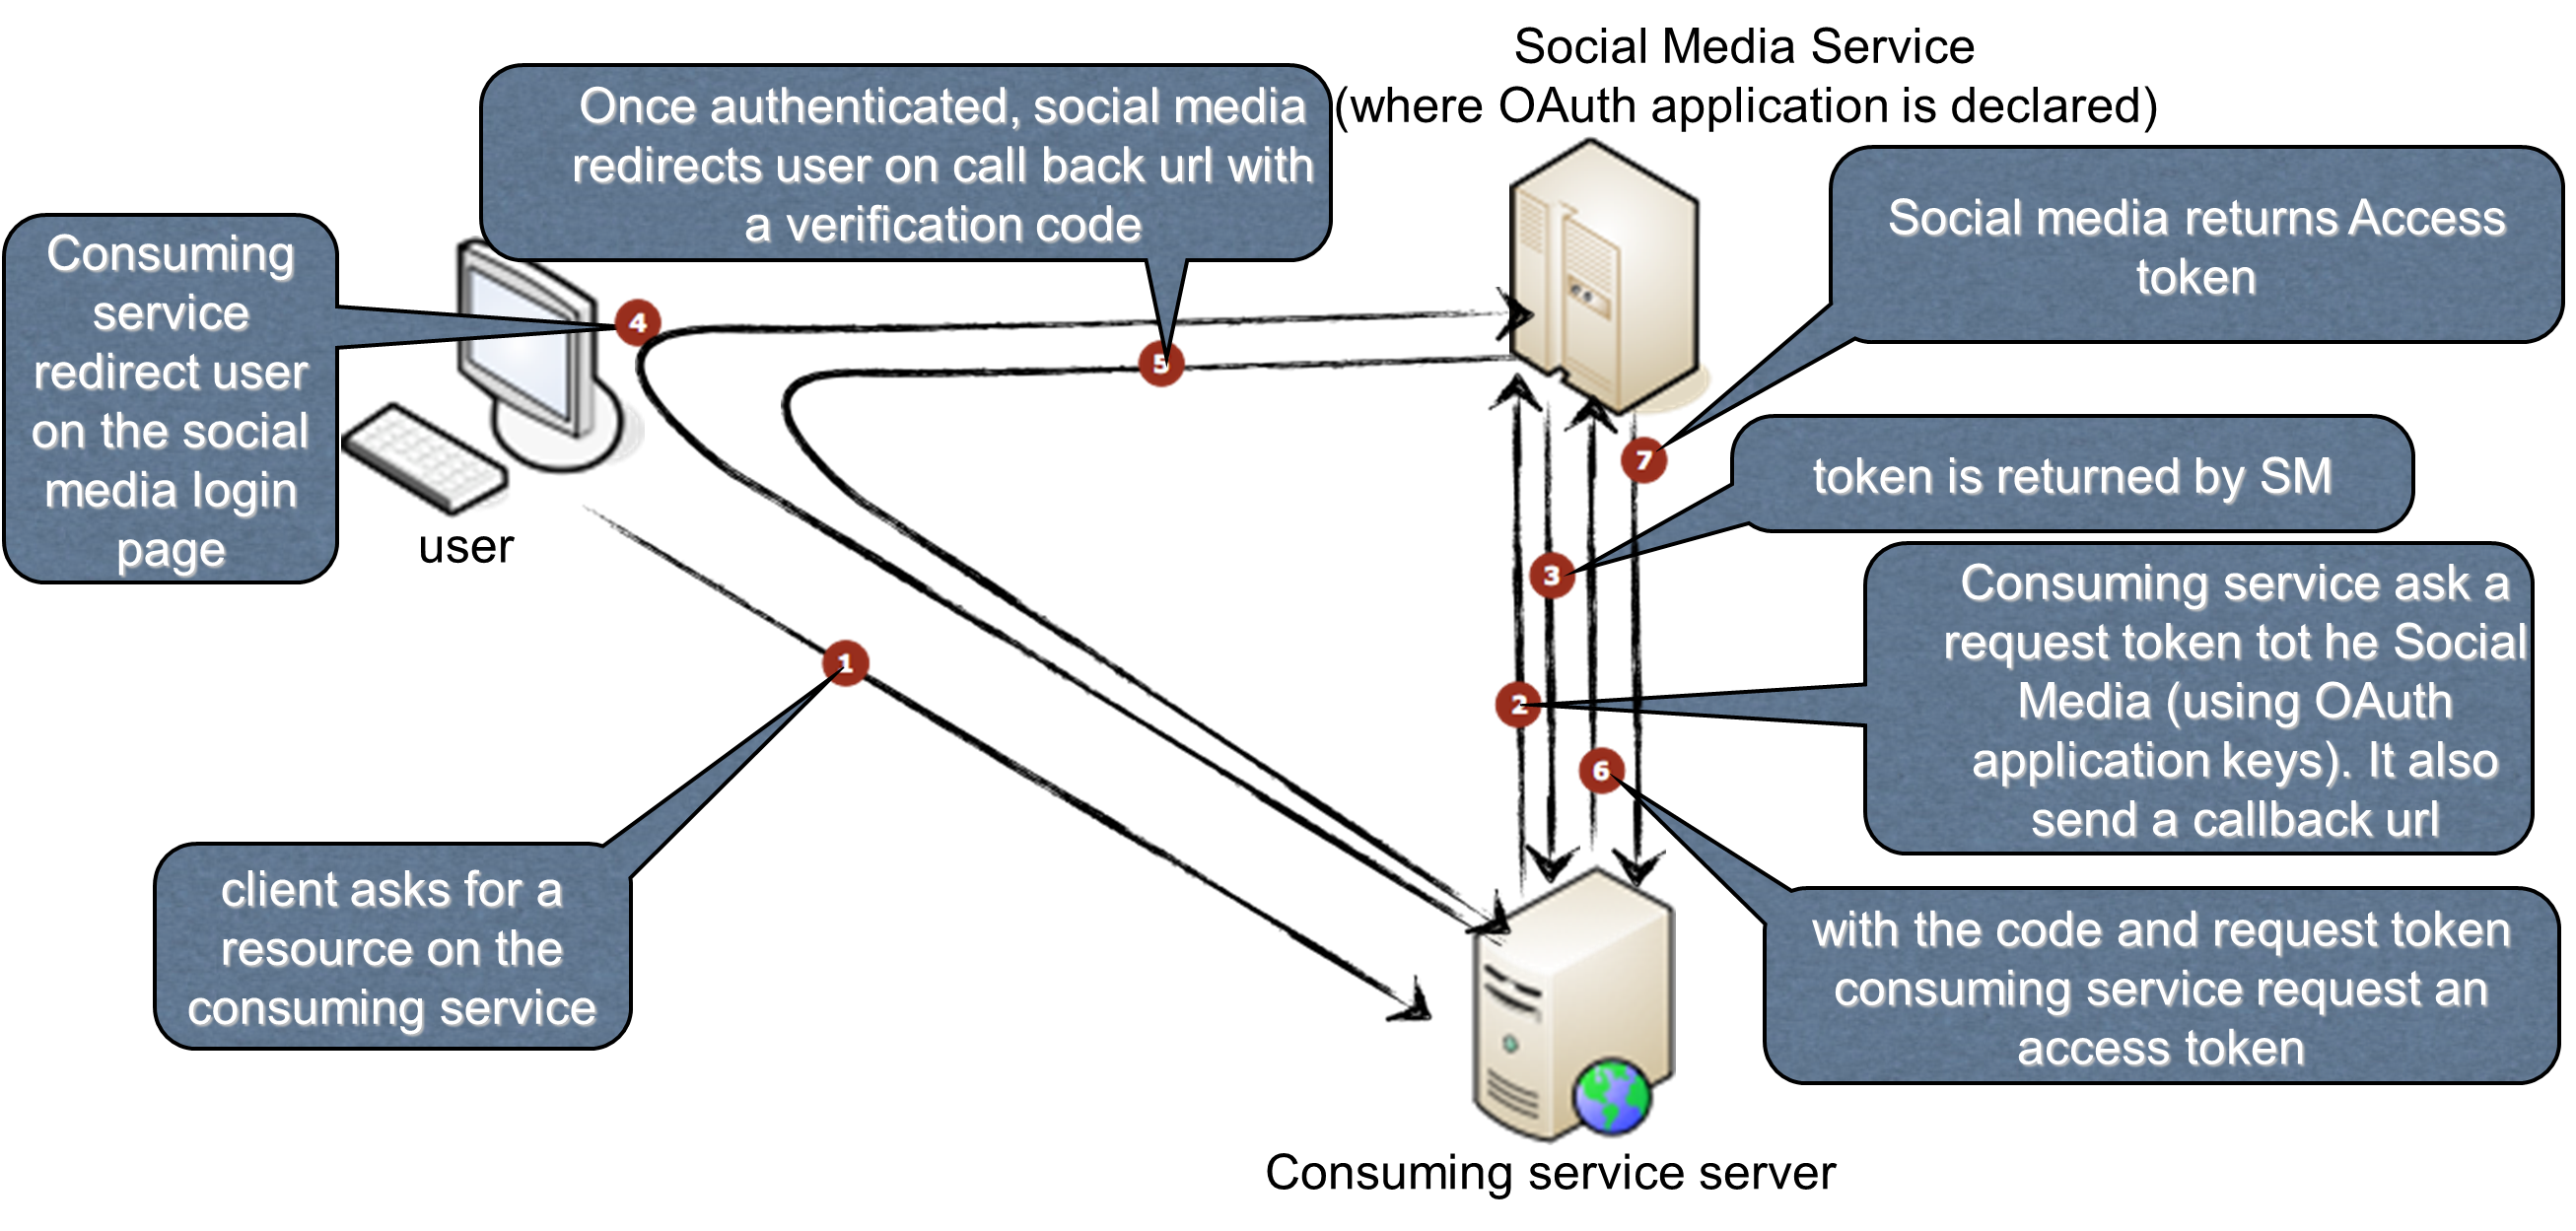 Social Media Service
(where OAuth application is declared)
Once authenticated, social media
redirects user on call back url with
a verification code
Social media returns Access
token
Consuming
service
redirect user
on the social
media login
page
4
5
7
token is returned by SM
user
3
Consuming service ask a
request token tot he Social
Media (using OAuth
application keys). It also
send a callback url
1
2
6
client asks for a
resource on the
consuming service
with the code and request token
consuming service request an
access token
Consuming service server